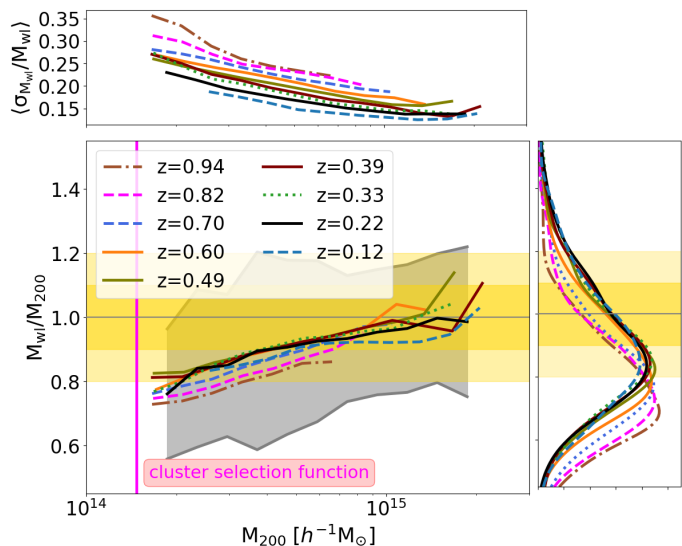 ⟨σ_{M_wl}/M_wl⟩
0.35
0.30
0.25
0.20
0.15
M_wl/M_200
1.4
1.2
1.0
0.8
0.6
z=0.94
z=0.82
z=0.70
z=0.60
z=0.49
z=0.39
z=0.33
z=0.22
z=0.12
cluster selection function
10^14
10^15
M_200 [h^{-1}M_⊙]